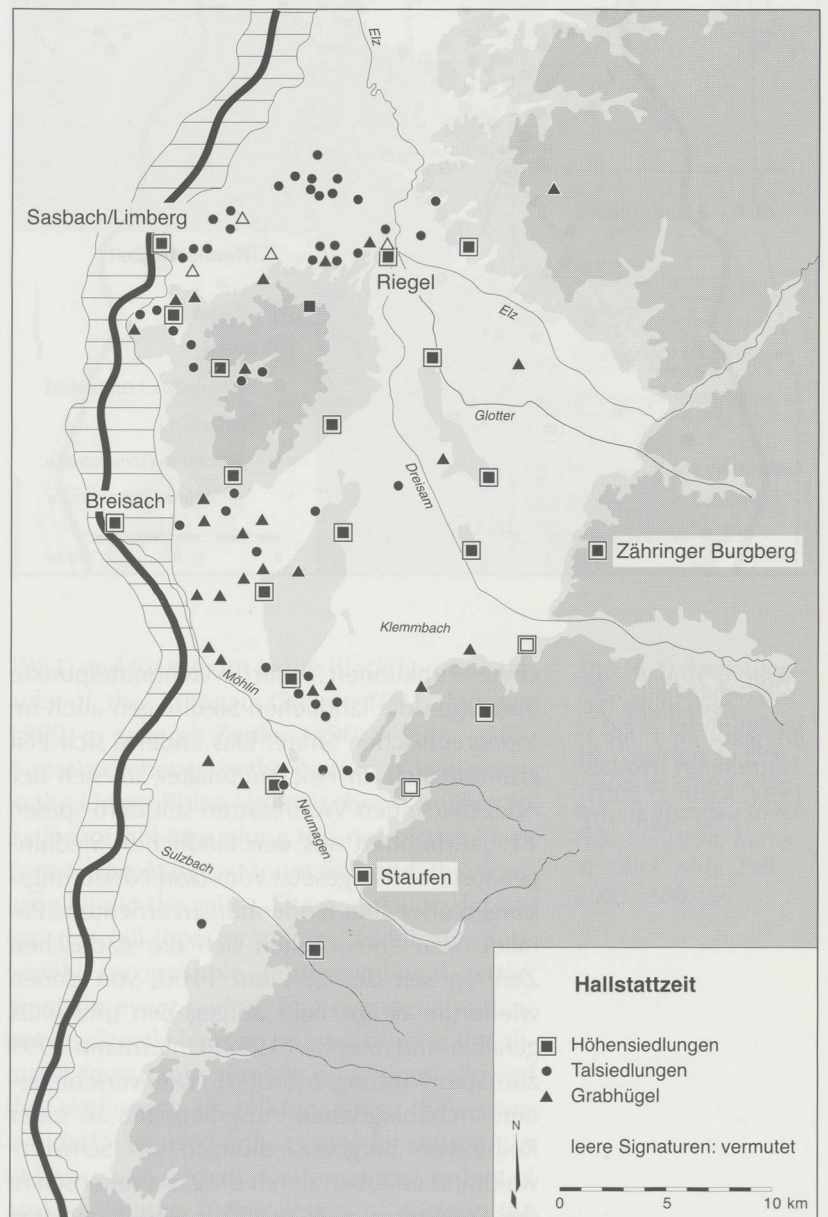 Elz
Sasbach/Limberg
Riegel
Elz
Glotter
Dreisam
Breisach
Zähringer Burgberg
Klemmbach
Möhlin
Neumagen
Sulzbach
Staufen
Hallstattzeit
Höhensiedlungen
Talsiedlungen
Grabhügel
leere Signaturen: vermutet
N
0 5 10 km